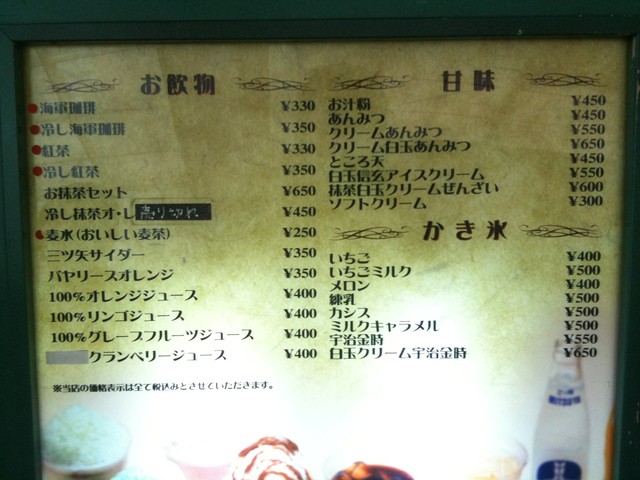 お飲物
海軍珈琲 ¥330
冷し海軍珈琲 ¥350
紅茶 ¥330
冷し紅茶 ¥350
お抹茶セット ¥650
冷し抹茶オ・レ 売り切れ ¥450
麦水(おいしい麦茶) ¥250
三ツ矢サイダー ¥350
バヤリースオレンジ ¥350
100%オレンジジュース ¥400
100%リンゴジュース ¥400
100%グレープフルーツジュース ¥400
クランベリージュース ¥400
※当店の価格表示は全て税込みとさせていただきます。
甘味
お汁粉 ¥450
あんみつ ¥450
クリームあんみつ ¥550
クリーム白玉あんみつ ¥650
ところ天 ¥450
白玉信玄アイスクリーム ¥550
抹茶白玉クリームぜんざい ¥600
ソフトクリーム ¥300
かき氷
いちご ¥400
いちごミルク ¥500
メロン ¥400
練乳 ¥500
カシス ¥500
ミルクキャラメル ¥500
宇治金時 ¥550
白玉クリーム宇治金時 ¥650
MITSUYA